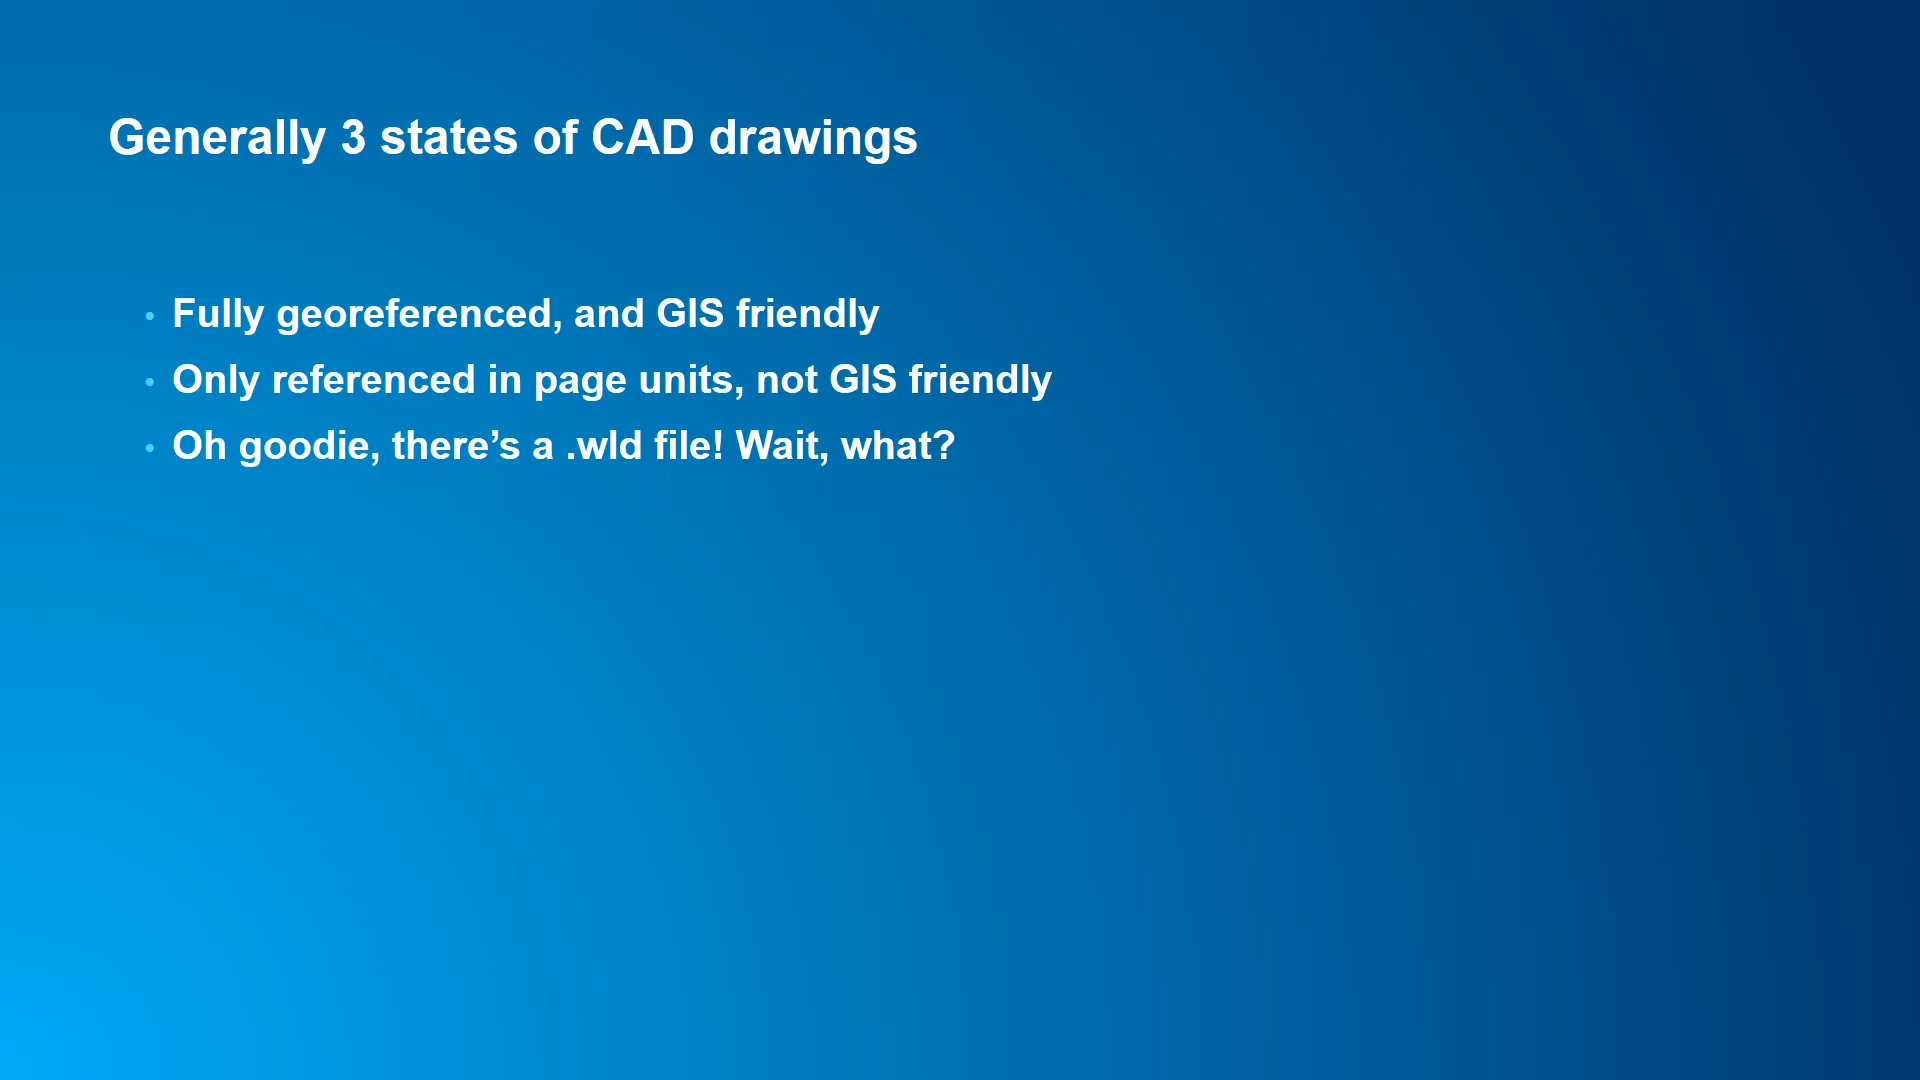 Generally 3 states of CAD drawings
• Fully georeferenced, and GIS friendly
• Only referenced in page units, not GIS friendly
• Oh goodie, there’s a .wld file! Wait, what?